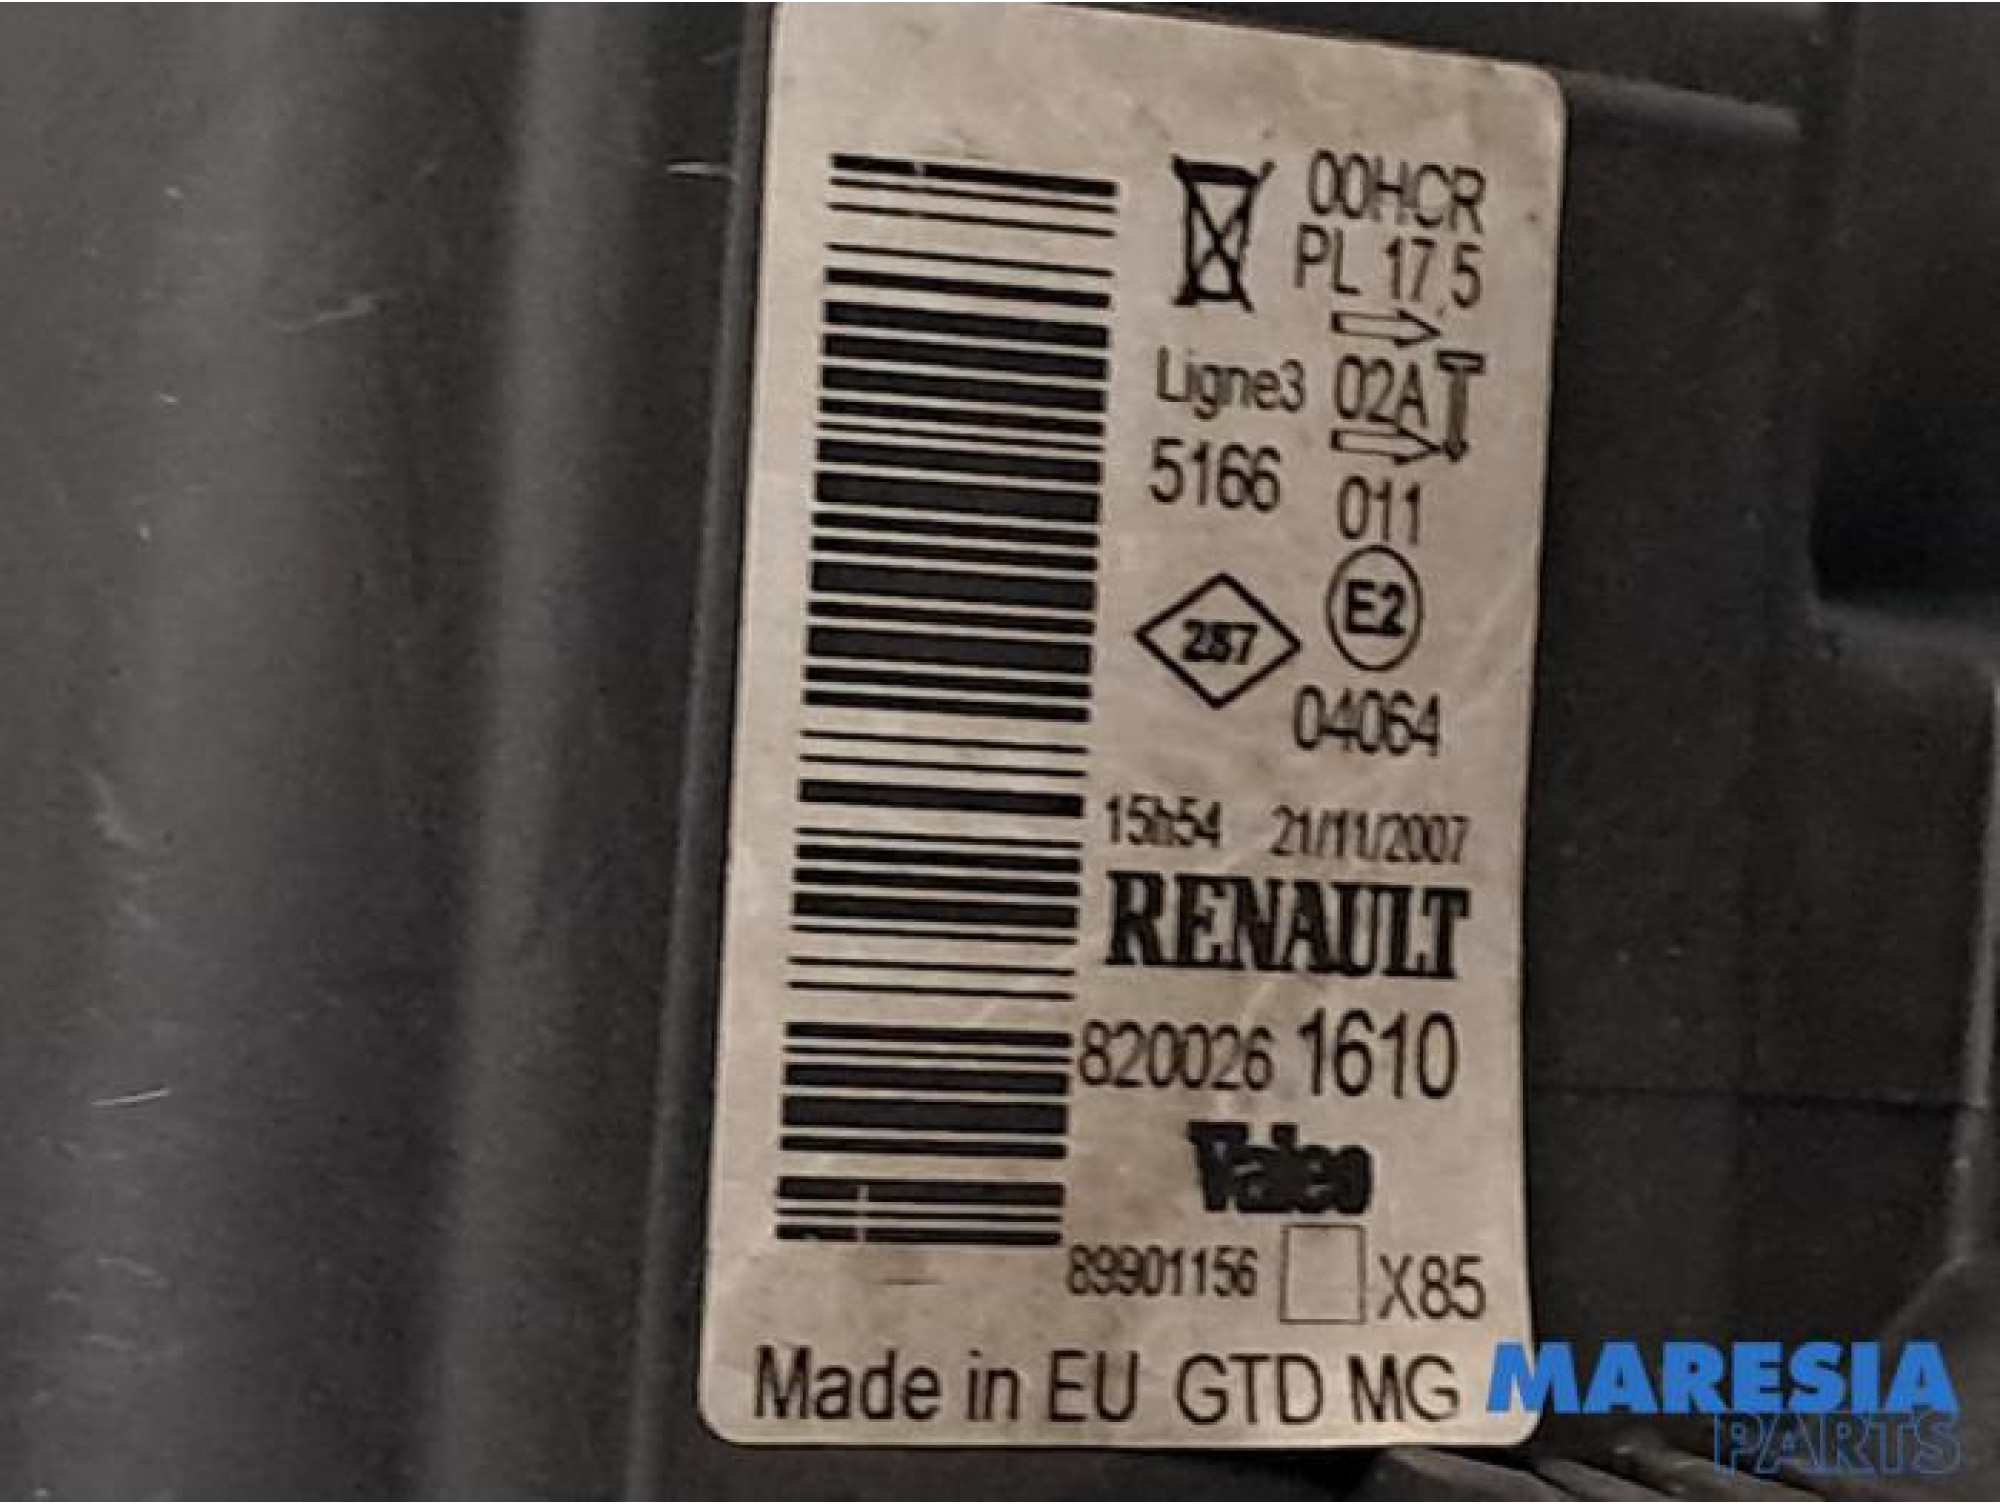 00HCR
PL 17,5
Ligne3 02A
5166 011
E2
287
04064
15h54 21/11/2007
RENAULT
820026 1610
Valeo
89901156 X85
Made in EU GTD MG
MARESIA
PARTS